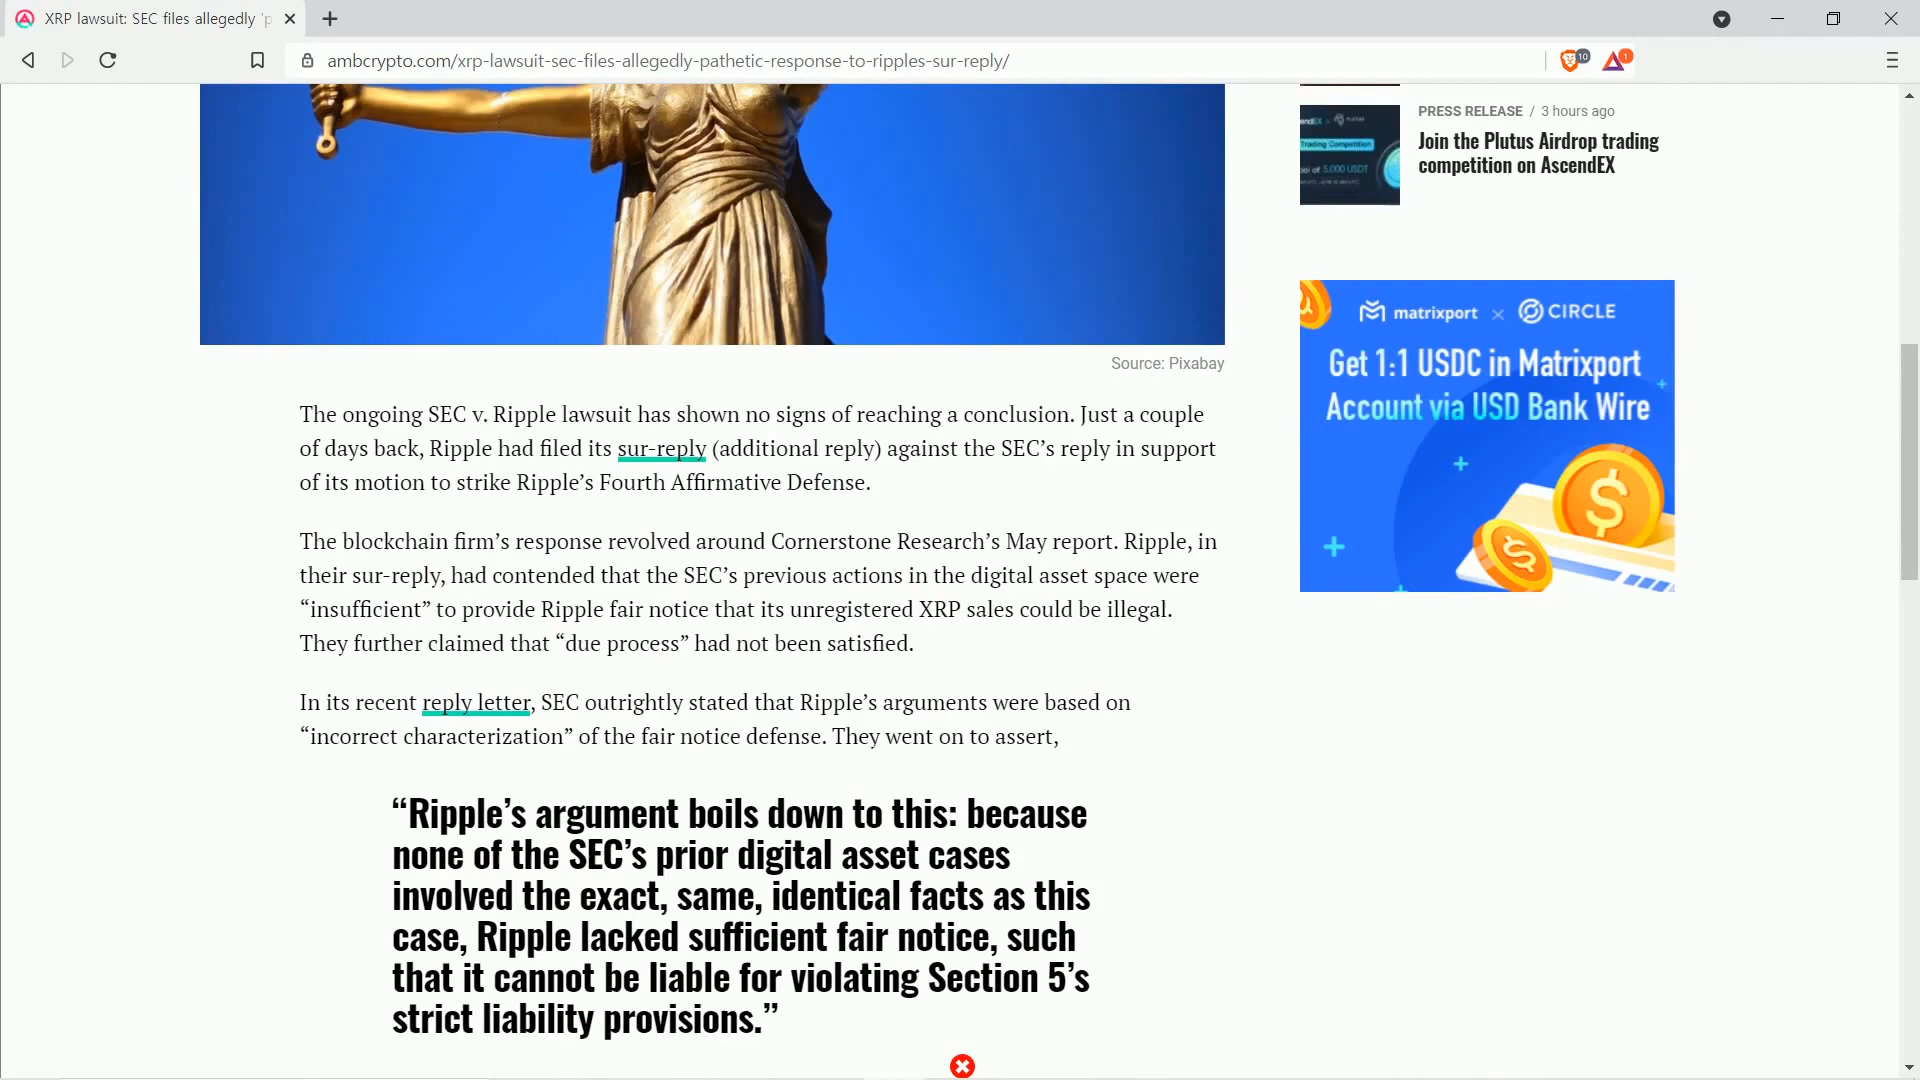 XRP lawsuit: SEC files allegedly 'p
ambcrypto.com/xrp-lawsuit-sec-files-allegedly-pathetic-response-to-ripples-sur-reply/
10
1
PRESS RELEASE / 3 hours ago
Join the Plutus Airdrop trading
competition on AscendEX
Trading Competition
5,000 USDT
matrixport × CIRCLE
Get 1:1 USDC in Matrixport
Account via USD Bank Wire
Source: Pixabay
The ongoing SEC v. Ripple lawsuit has shown no signs of reaching a conclusion. Just a couple
of days back, Ripple had filed its sur-reply (additional reply) against the SEC’s reply in support
of its motion to strike Ripple’s Fourth Affirmative Defense.
The blockchain firm’s response revolved around Cornerstone Research’s May report. Ripple, in
their sur-reply, had contended that the SEC’s previous actions in the digital asset space were
“insufficient” to provide Ripple fair notice that its unregistered XRP sales could be illegal.
They further claimed that “due process” had not been satisfied.
In its recent reply letter, SEC outrightly stated that Ripple’s arguments were based on
“incorrect characterization” of the fair notice defense. They went on to assert,
“Ripple’s argument boils down to this: because
none of the SEC’s prior digital asset cases
involved the exact, same, identical facts as this
case, Ripple lacked sufficient fair notice, such
that it cannot be liable for violating Section 5’s
strict liability provisions.”